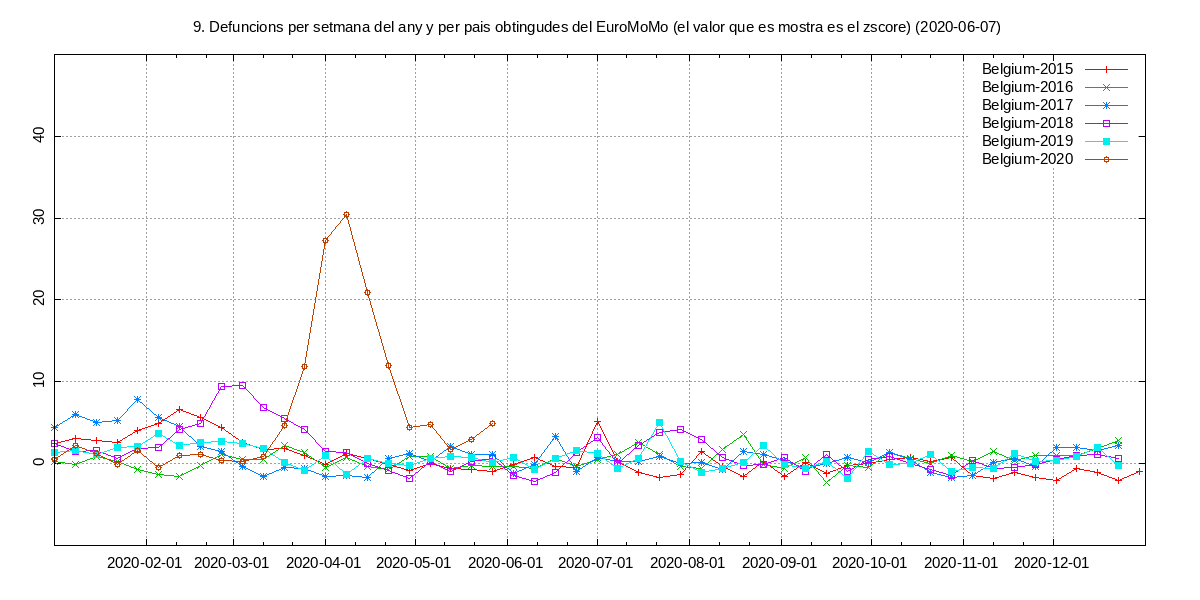 9. Defuncions per setmana del any y per pais obtingudes del EuroMoMo (el valor que es mostra es el zscore) (2020-06-07)
Belgium-2015
Belgium-2016
Belgium-2017
Belgium-2018
Belgium-2019
Belgium-2020
40
30
20
10
0
2020-02-01 2020-03-01 2020-04-01 2020-05-01 2020-06-01 2020-07-01 2020-08-01 2020-09-01 2020-10-01 2020-11-01 2020-12-01